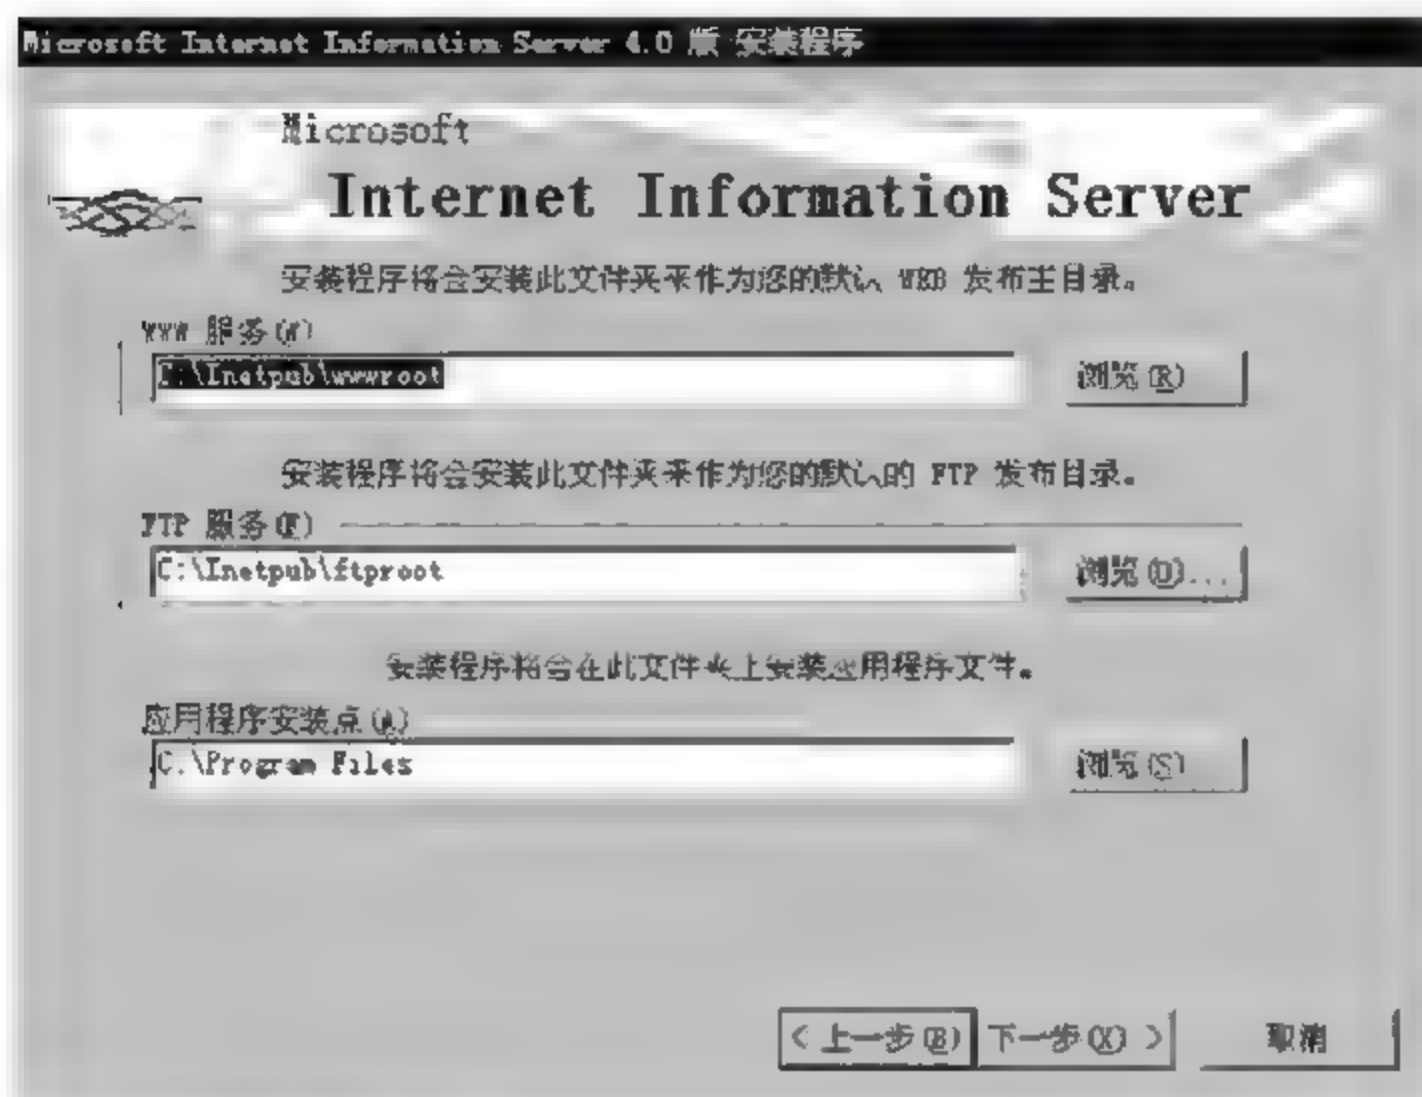 Microsoft Internet Information Server 4.0 版 安装程序
Microsoft
Internet Information Server
安装程序将会安装此文件夹来作为您的默认 WEB 发布主目录。
WWW 服务(W)
C:\Inetpub\wwwroot
浏览(R)
安装程序将会安装此文件夹来作为您的默认的 FTP 发布目录。
FTP 服务(F)
C:\Inetpub\ftproot
浏览(O)...
安装程序将会在此文件夹上安装应用程序文件。
应用程序安装点(A)
C:\Program Files
浏览(S)
< 上一步(B) 下一步(X) > 取消